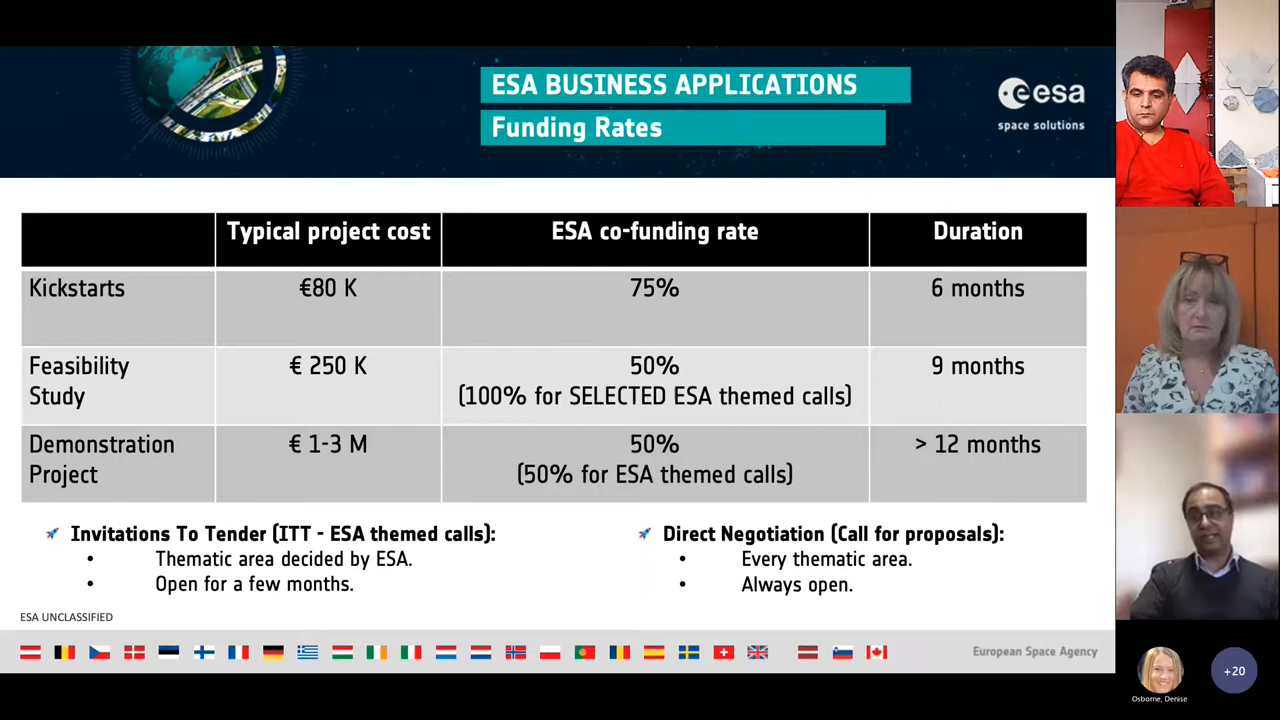 ESA BUSINESS APPLICATIONS
Funding Rates
esa
space solutions
Typical project cost
ESA co-funding rate
Duration
Kickstarts
€80 K
75%
6 months
Feasibility
Study
€ 250 K
50%
(100% for SELECTED ESA themed calls)
9 months
Demonstration
Project
€ 1-3 M
50%
(50% for ESA themed calls)
> 12 months
Invitations To Tender (ITT - ESA themed calls):
• Thematic area decided by ESA.
• Open for a few months.
Direct Negotiation (Call for proposals):
• Every thematic area.
• Always open.
ESA UNCLASSIFIED
European Space Agency
Osborne, Denise
+20